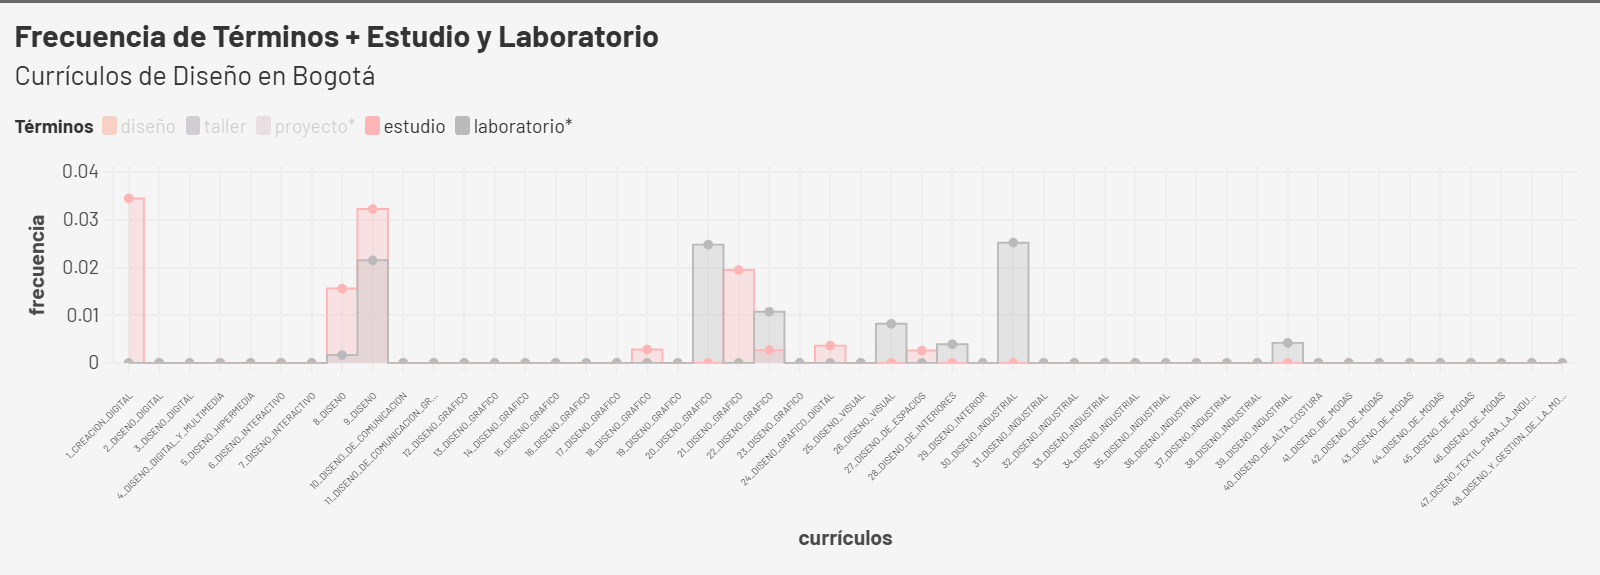 Frecuencia de Términos + Estudio y Laboratorio
Currículos de Diseño en Bogotá
Términos diseño taller proyecto* estudio laboratorio*
frecuencia
0.04
0.03
0.02
0.01
0
1_CREACION_DIGITAL
2_DISENO_DIGITAL
3_DISENO_DIGITAL
4_DISENO_DIGITAL_Y_MULTIMEDIA
5_DISENO_HIPERMEDIA
6_DISENO_INTERACTIVO
7_DISENO_INTERACTIVO
8_DISENO
9_DISENO
10_DISENO_DE_COMUNICACION
11_DISENO_DE_COMUNICACION_GR...
12_DISENO_GRAFICO
13_DISENO_GRAFICO
14_DISENO_GRAFICO
15_DISENO_GRAFICO
16_DISENO_GRAFICO
17_DISENO_GRAFICO
18_DISENO_GRAFICO
19_DISENO_GRAFICO
20_DISENO_GRAFICO
21_DISENO_GRAFICO
22_DISENO_GRAFICO
23_DISENO_GRAFICO
24_DISENO_GRAFICO_DIGITAL
25_DISENO_VISUAL
26_DISENO_VISUAL
27_DISENO_DE_ESPACIOS
28_DISENO_DE_INTERIORES
29_DISENO_INTERIOR
30_DISENO_INDUSTRIAL
31_DISENO_INDUSTRIAL
32_DISENO_INDUSTRIAL
33_DISENO_INDUSTRIAL
34_DISENO_INDUSTRIAL
35_DISENO_INDUSTRIAL
36_DISENO_INDUSTRIAL
37_DISENO_INDUSTRIAL
38_DISENO_INDUSTRIAL
39_DISENO_INDUSTRIAL
40_DISENO_DE_ALTA_COSTURA
41_DISENO_DE_MODAS
42_DISENO_DE_MODAS
43_DISENO_DE_MODAS
44_DISENO_DE_MODAS
45_DISENO_DE_MODAS
46_DISENO_DE_MODAS
47_DISENO_TEXTIL_PARA_LA_INDU...
48_DISENO_Y_GESTION_DE_LA_MO...
currículos